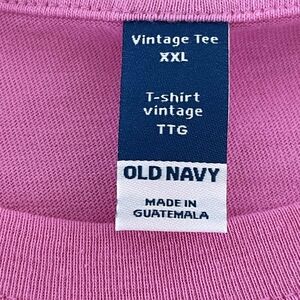 Vintage Tee
XXL
T-shirt
vintage
TTG
OLD NAVY
MADE IN
GUATEMALA